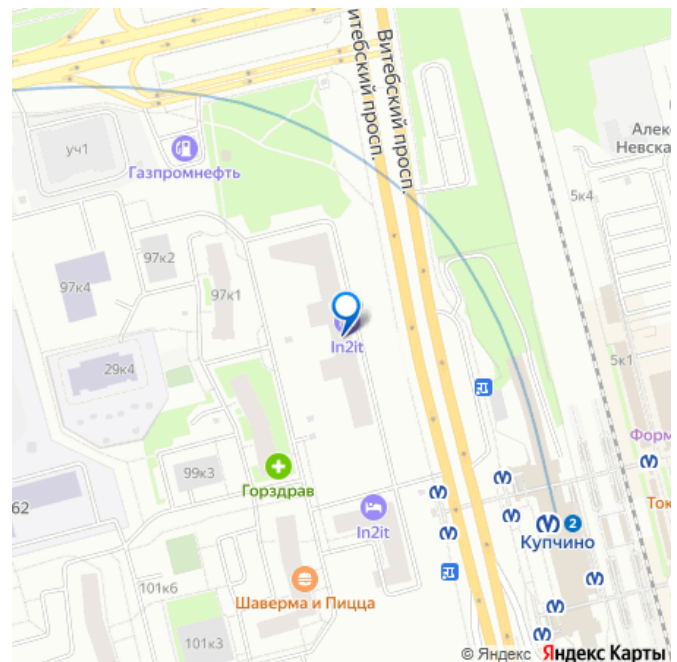 Витебский просп.
Витебский просп.
Алек
Невска
уч1
Газпромнефть
5к4
97к2
97к4
97к1
In2it
29к4
5к1
Форм
99к3
Горздрав
62
In2it
Ток
2
Купчино
101к6
Шаверма и Пицца
101к3
© Яндекс Яндекс Карты